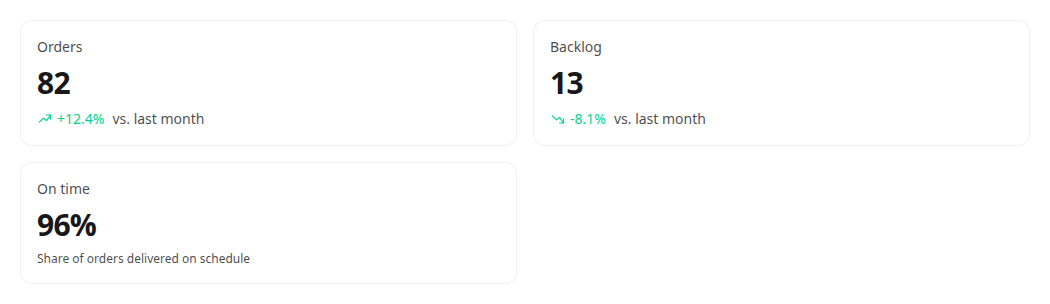 Orders
82
+12.4% vs. last month
Backlog
13
-8.1% vs. last month
On time
96%
Share of orders delivered on schedule